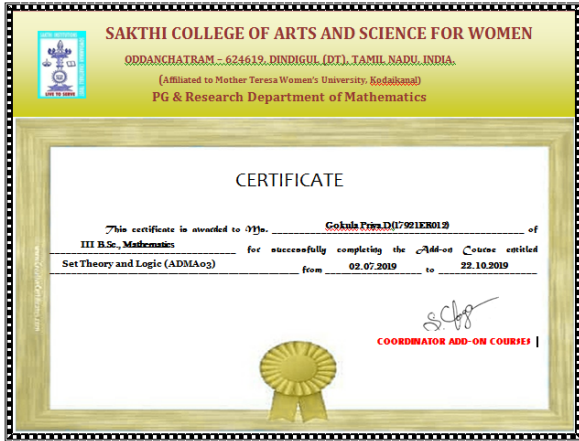 SAKTHI COLLEGE OF ARTS AND SCIENCE FOR WOMEN
ODDANCHATRAM – 624619, DINDIGUL (DT), TAMIL NADU, INDIA.
(Affiliated to Mother Teresa Women's University, Kodaikanal)
PG & Research Department of Mathematics
LIVE TO SERVE
CERTIFICATE
This certificate is awarded to Ms. Gokula Priya.D(17921ER012) of
III B.Sc., Mathematics for successfully completing the Add-on Course entitled
Set Theory and Logic (ADMA03) from 02.07.2019 to 22.10.2019
COORDINATOR ADD-ON COURSES